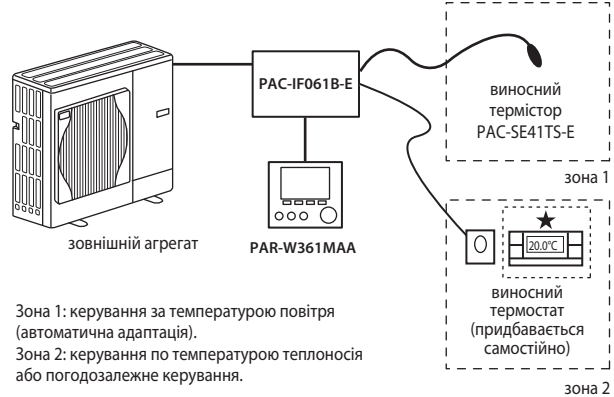 PAC-IF061B-E
виносний
термістор
PAC-SE41TS-E
зона 1
зовнішній агрегат
PAR-W361MAA
20.0°C
виносний
термостат
(придбавається
самостійно)
зона 2
Зона 1: керування за температурою повітря
(автоматична адаптація).
Зона 2: керування по температурою теплоносія
або погодозалежне керування.